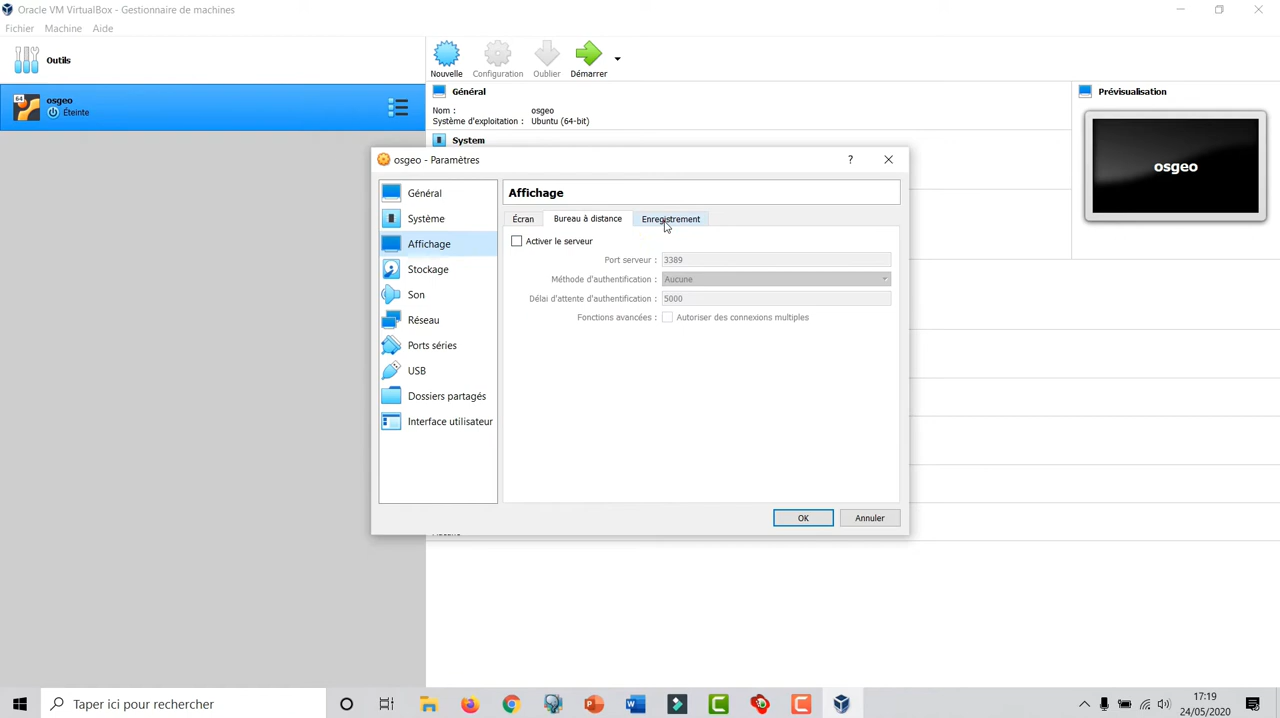 Oracle VM VirtualBox - Gestionnaire de machines
Fichier Machine Aide
Outils
Nouvelle Configuration Oublier Démarrer
64 osgeo
Éteinte
Général
Nom : osgeo
Système d'exploitation : Ubuntu (64-bit)
System
Prévisualisation
osgeo
osgeo - Paramètres ?
Général
Système
Affichage
Stockage
Son
Réseau
Ports séries
USB
Dossiers partagés
Interface utilisateur
Affichage
Écran Bureau à distance Enregistrement
Activer le serveur
Port serveur : 3389
Méthode d'authentification : Aucune
Délai d'attente d'authentification : 5000
Fonctions avancées : Autoriser des connexions multiples
OK Annuler
Taper ici pour rechercher
17:19
24/05/2020